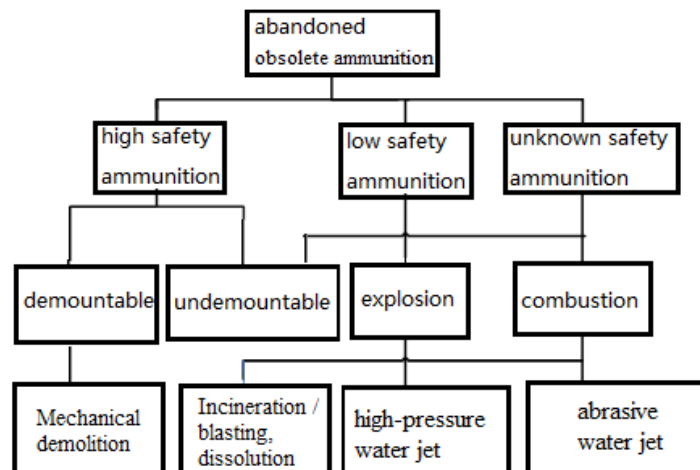 abandoned
obsolete ammunition
high safety
ammunition
low safety
ammunition
unknown safety
ammunition
demountable
undemountable
explosion
combustion
Mechanical
demolition
Incineration /
blasting,
dissolution
high-pressure
water jet
abrasive
water jet